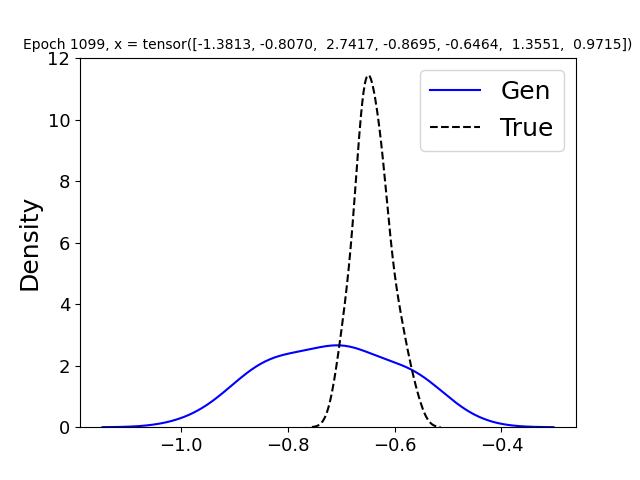 Epoch 1099, x = tensor([-1.3813, -0.8070,  2.7417, -0.8695, -0.6464,  1.3551,  0.9715])
12
10
8
6
4
2
0
Density
Gen
True
−1.0
−0.8
−0.6
−0.4